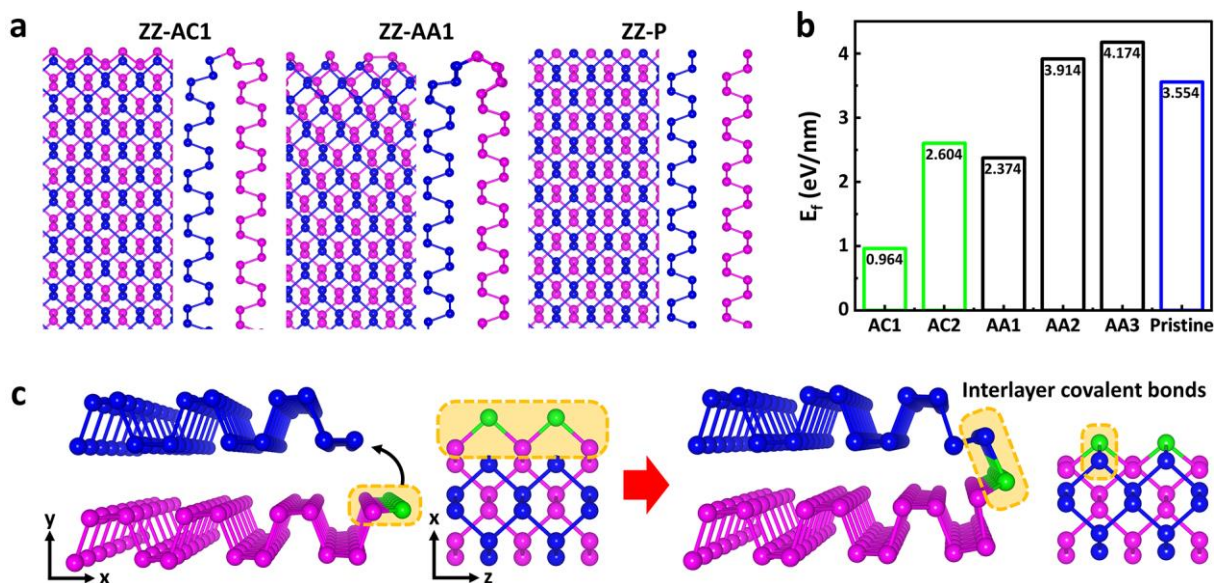 a
ZZ-AC1
ZZ-AA1
ZZ-P
b
E_f (eV/nm)
4
3
2
1
0
0.964
2.604
2.374
3.914
4.174
3.554
AC1
AC2
AA1
AA2
AA3
Pristine
c
Interlayer covalent bonds
y
x
x
z